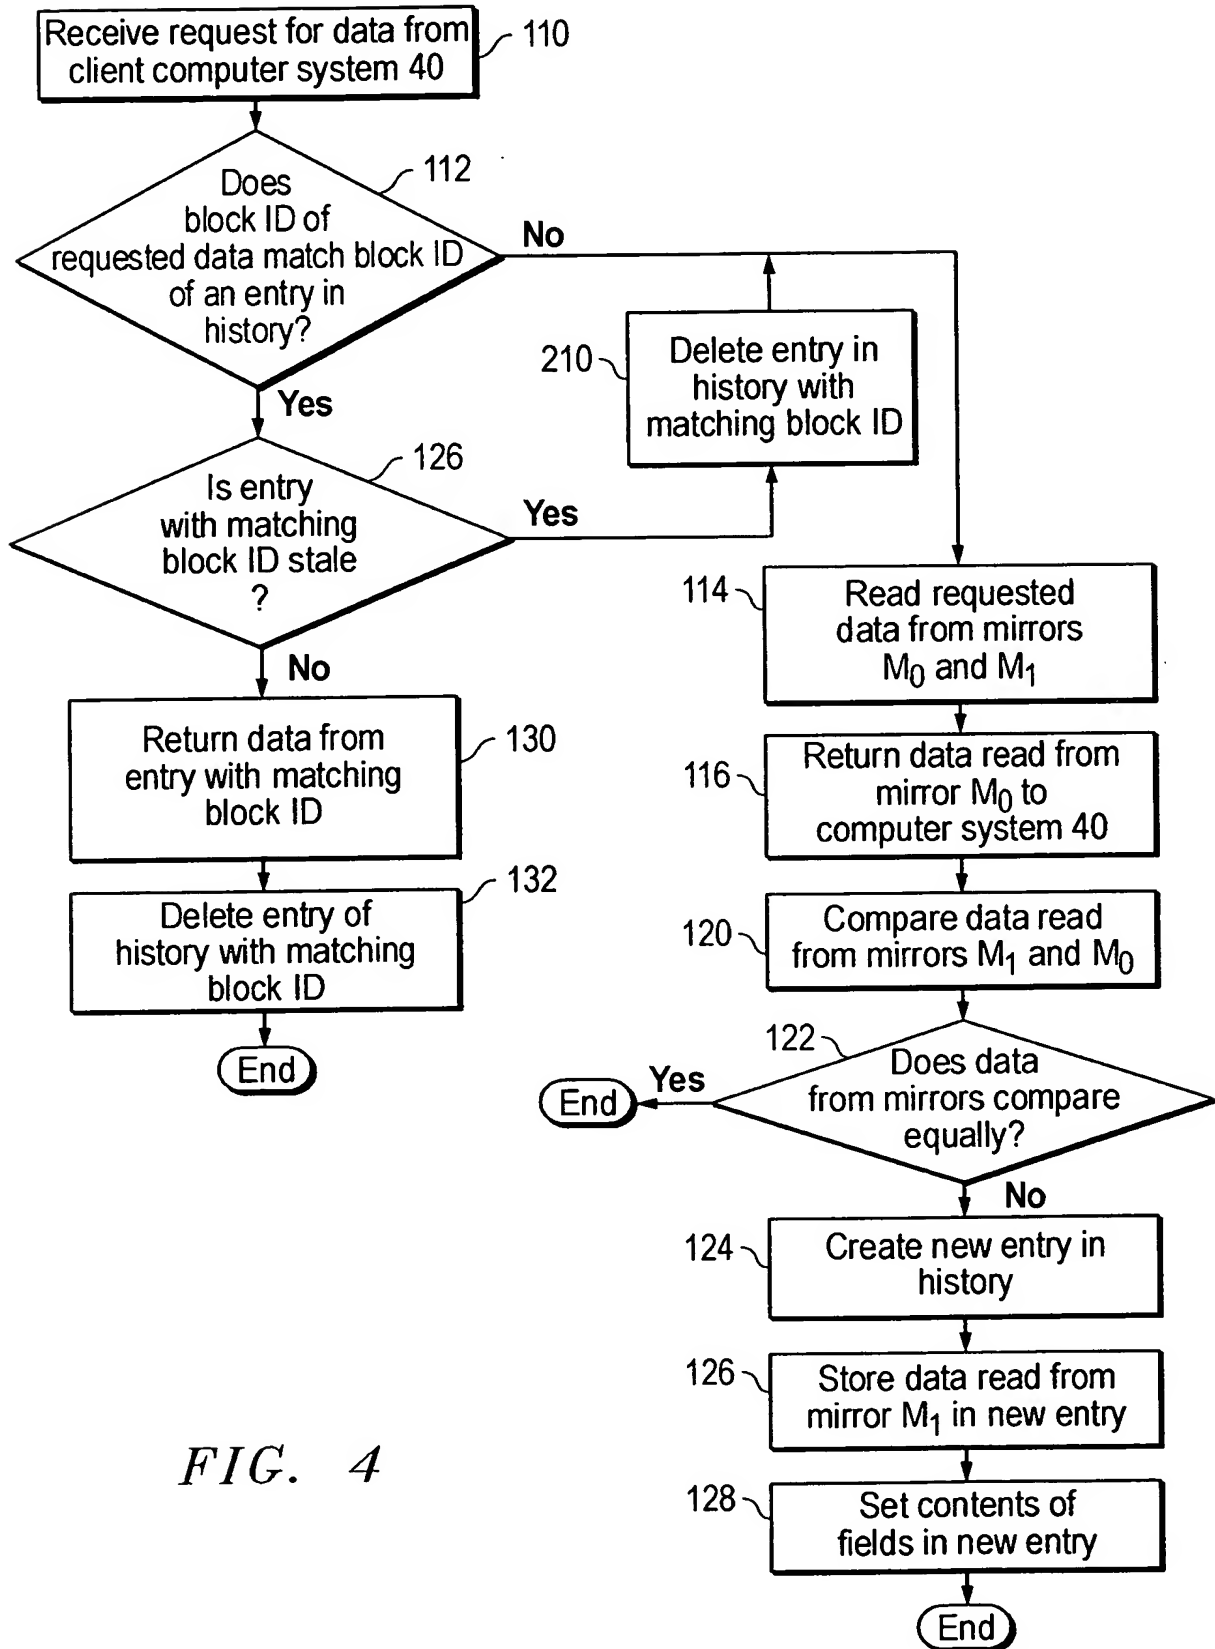 Receive request for data from
client computer system 40
110
Does
block ID of
requested data match block ID
of an entry in
history?
112
No
Yes
210
Delete entry in
history with
matching block ID
Is entry
with matching
block ID stale
?
126
Yes
No
114
Read requested
data from mirrors
M0 and M1
Return data from
entry with matching
block ID
130
116
Return data read from
mirror M0 to
computer system 40
Delete entry of
history with matching
block ID
132
End
120
Compare data read
from mirrors M1 and M0
122
Does data
from mirrors compare
equally?
Yes
End
No
124
Create new entry in
history
126
Store data read from
mirror M1 in new entry
128
Set contents of
fields in new entry
End
FIG. 4